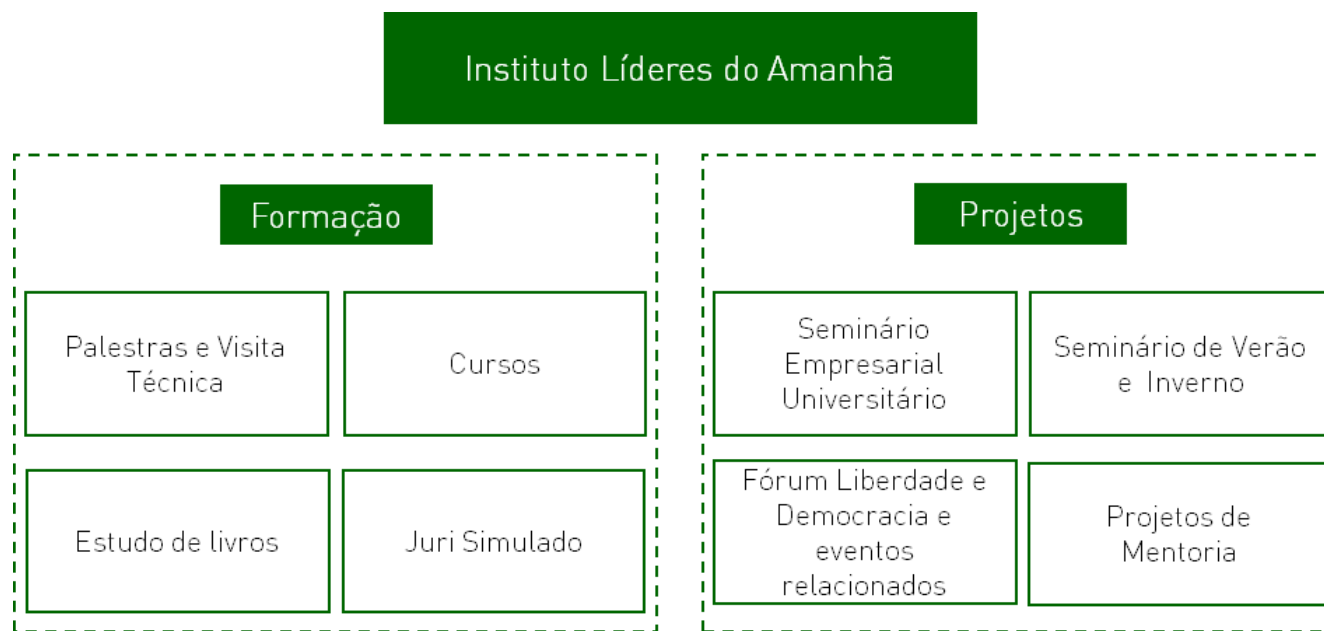 Instituto Líderes do Amanhã
Formação
Palestras e Visita
Técnica
Cursos
Estudo de livros
Juri Simulado
Projetos
Seminário
Empresarial
Universitário
Seminário de Verão
e Inverno
Fórum Liberdade e
Democracia e
eventos
relacionados
Projetos de
Mentoria